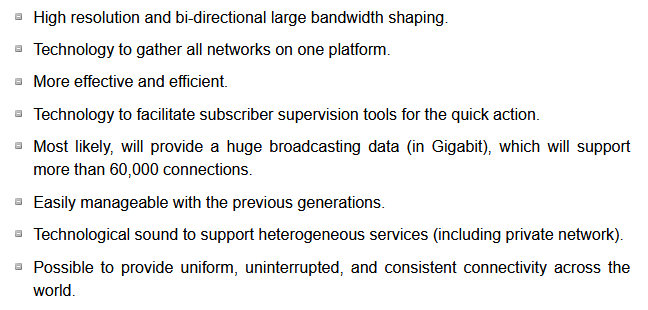 High resolution and bi-directional large bandwidth shaping.
Technology to gather all networks on one platform.
More effective and efficient.
Technology to facilitate subscriber supervision tools for the quick action.
Most likely, will provide a huge broadcasting data (in Gigabit), which will support
more than 60,000 connections.
Easily manageable with the previous generations.
Technological sound to support heterogeneous services (including private network).
Possible to provide uniform, uninterrupted, and consistent connectivity across the
world.